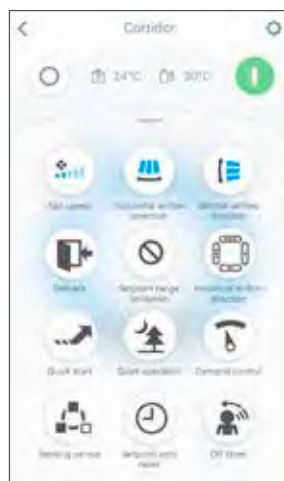 Corridor
24°C 30°C
Fan speed
Horizontal airflow direction
Vertical airflow direction
Setback
Setpoint range limitation
Individual airflow direction
Quick start
Quiet operation
Demand control
Sensing sensor
Setpoint auto reset
Off timer